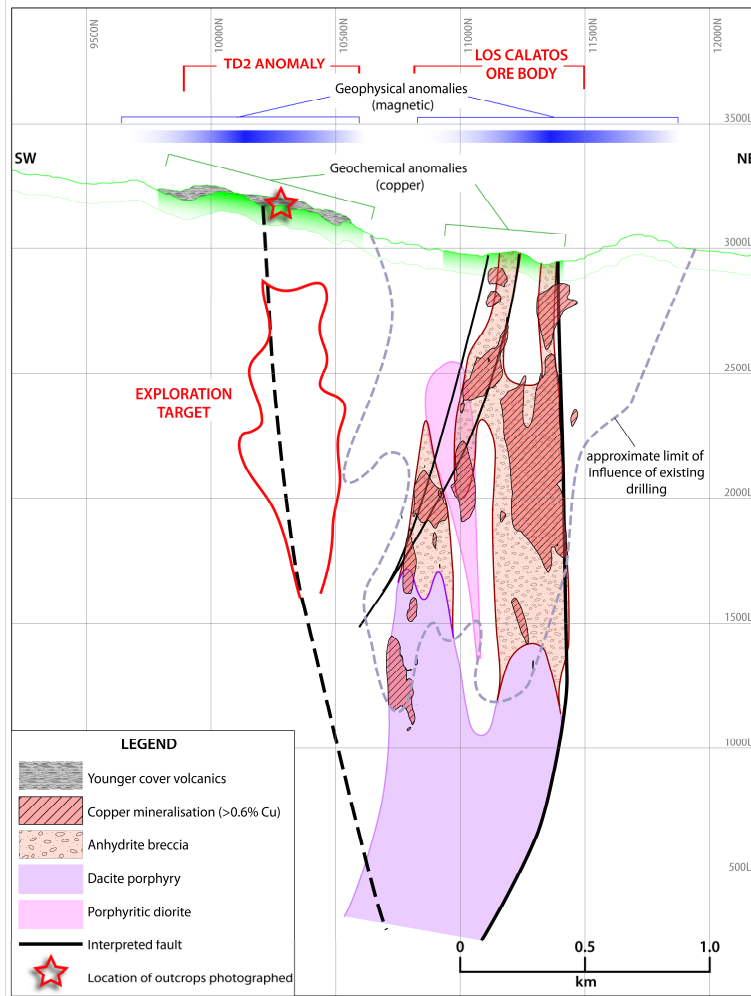 9500N
10000N
10500N
11000N
11500N
12000N
TD2 ANOMALY
LOS CALATOS
ORE BODY
Geophysical anomalies
(magnetic)
3500L
SW
NE
Geochemical anomalies
(copper)
3000L
2500L
EXPLORATION
TARGET
approximate limit of
influence of existing
drilling
2000L
1500L
1000L
500L
LEGEND
Younger cover volcanics
Copper mineralisation (>0.6% Cu)
Anhydrite breccia
Dacite porphyry
Porphyritic diorite
Interpreted fault
Location of outcrops photographed
0
0.5
1.0
km